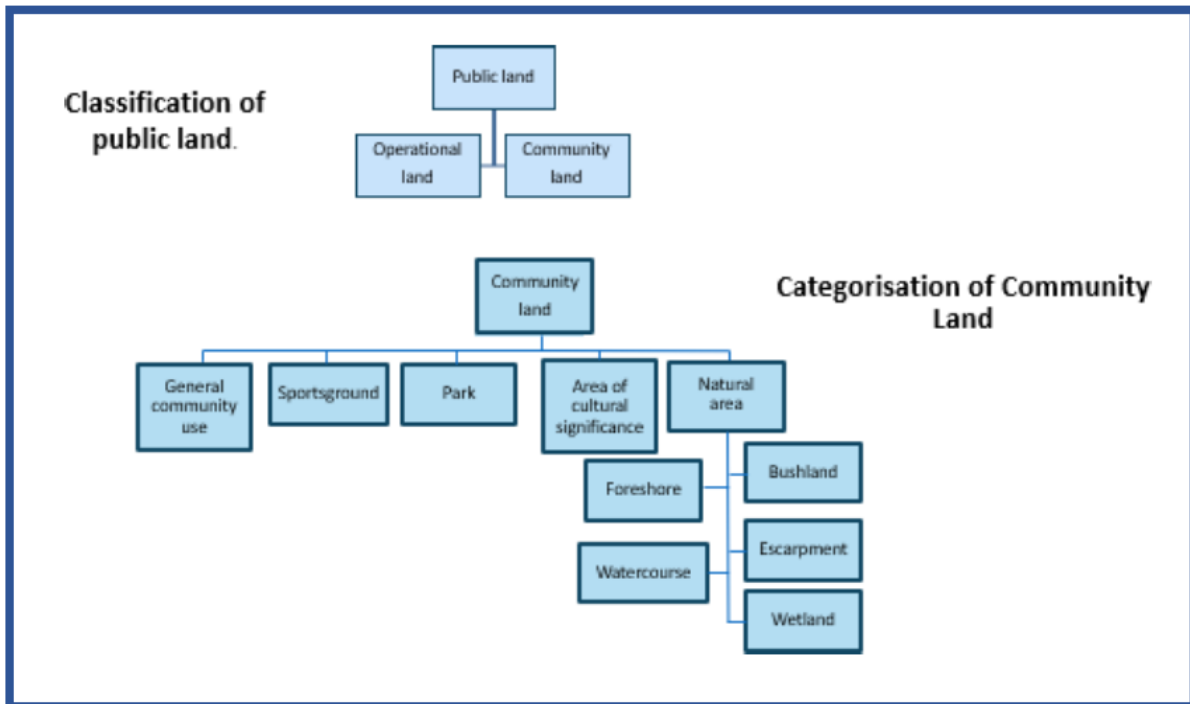 Classification of
public land.
Public land
Operational
land
Community
land
Community
land
Categorisation of Community
Land
General
community
use
Sportsground
Park
Area of
cultural
significance
Natural
area
Foreshore
Bushland
Watercourse
Escarpment
Wetland